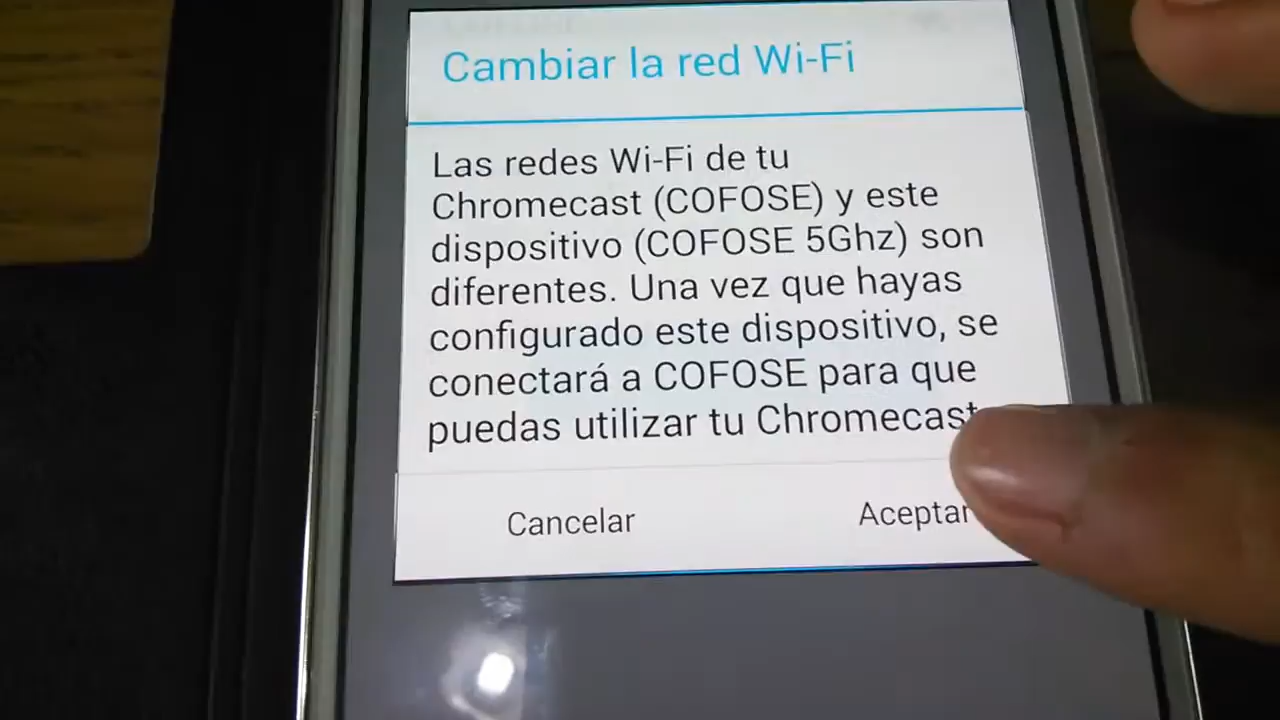 Cambiar la red Wi-Fi
Las redes Wi-Fi de tu
Chromecast (COFOSE) y este
dispositivo (COFOSE 5Ghz) son
diferentes. Una vez que hayas
configurado este dispositivo, se
conectará a COFOSE para que
puedas utilizar tu Chromecast
Cancelar
Aceptar